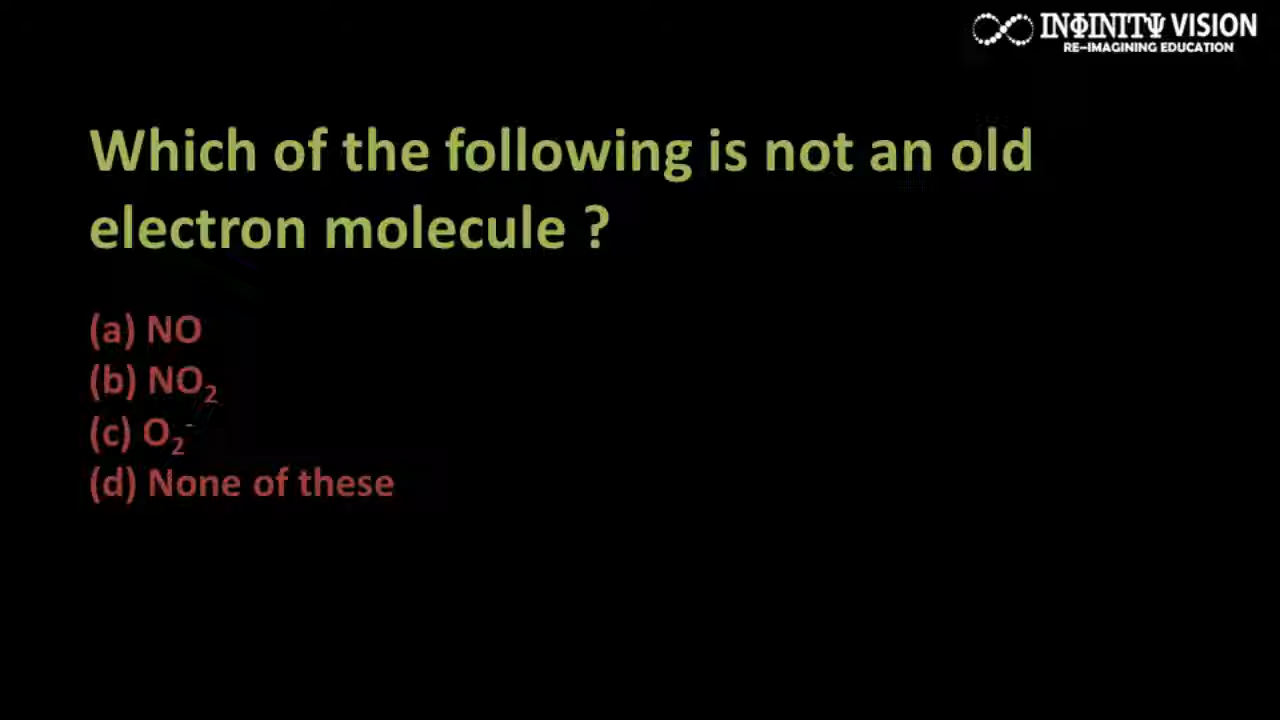 INΦINITΨ VISION
RE-IMAGINING EDUCATION
Which of the following is not an old
electron molecule ?
(a) NO
(b) NO₂
(c) O₂⁻
(d) None of these